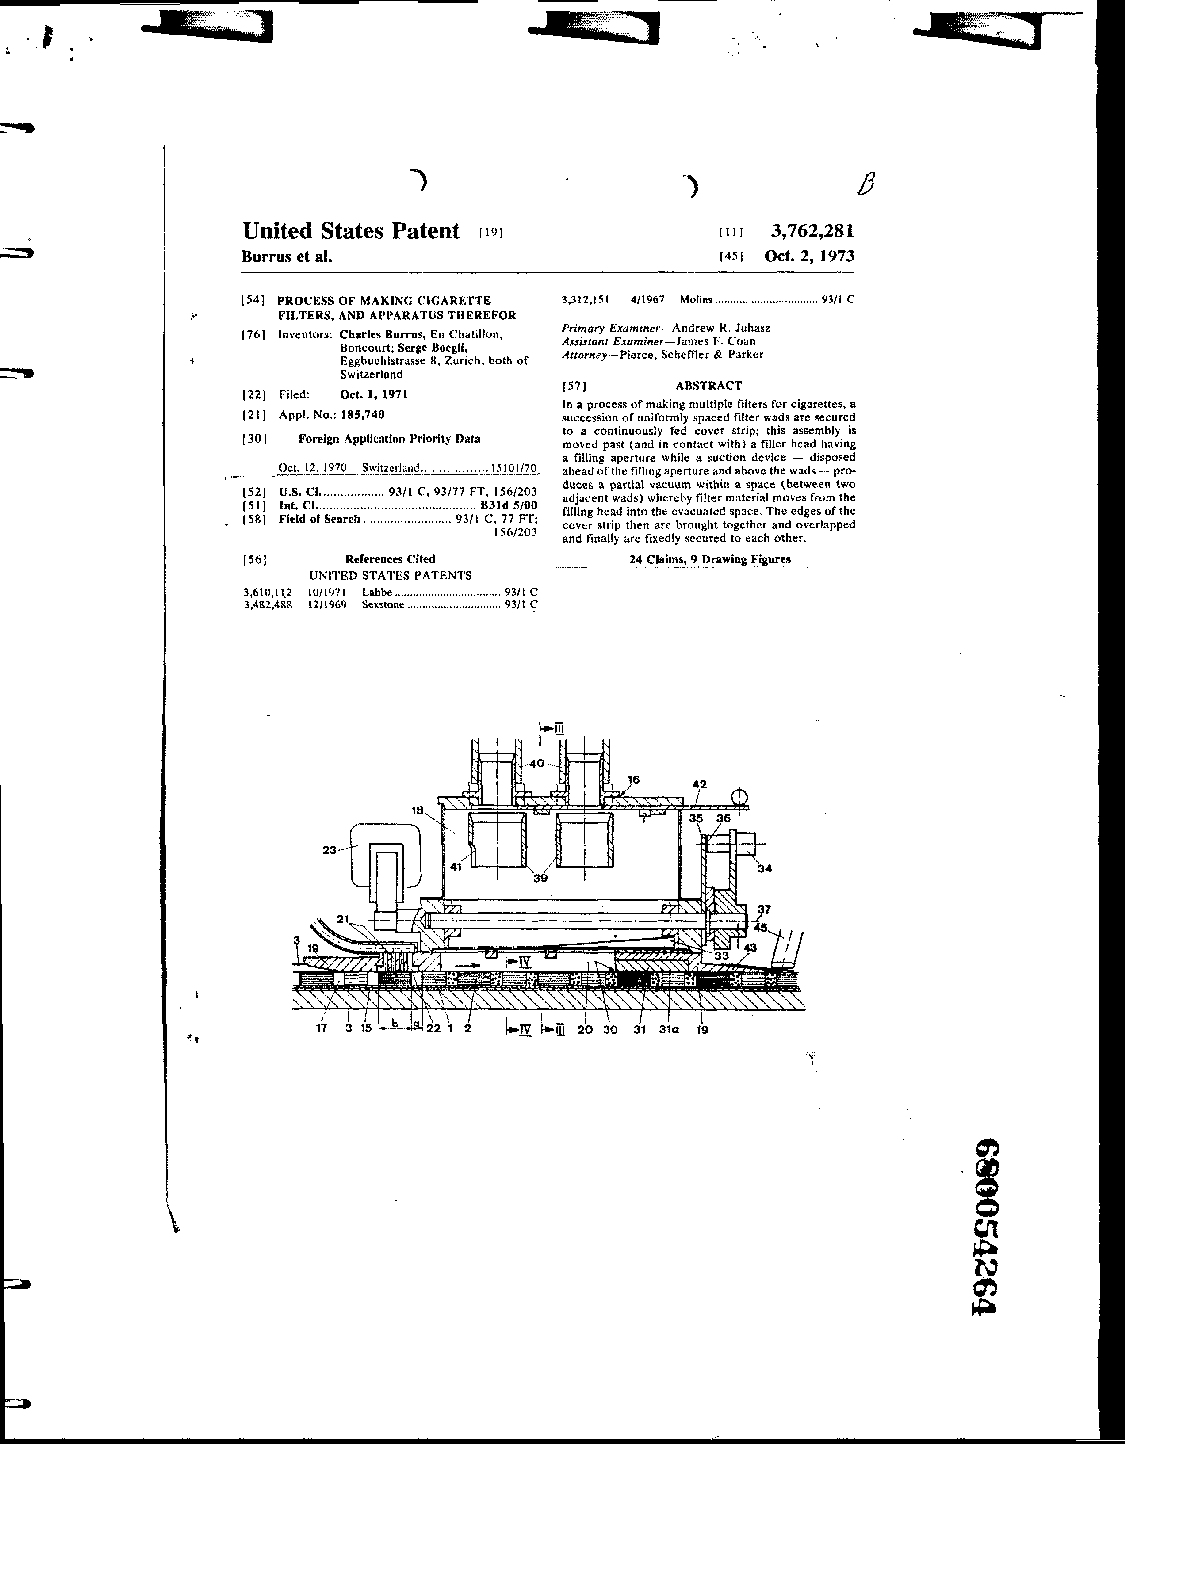 B
United States Patent [19]
Burrus et al.
[11] 3,762,281
[45] Oct. 2, 1973
[54] PROCESS OF MAKING CIGARETTE
FILTERS, AND APPARATUS THEREFOR
[76] Inventors: Charles Burrus, En Chatillon,
Boncourt; Serge Boegli,
Eggbuehlstrasse 8, Zurich, both of
Switzerland
[22] Filed: Oct. 1, 1971
[21] Appl. No.: 185,740
[30] Foreign Application Priority Data
Oct. 12, 1970 Switzerland................15101/70
[52] U.S. Cl.................. 93/1 C, 93/77 FT, 156/203
[51] Int. Cl............................................. B31d 5/00
[58] Field of Search ......................... 93/1 C, 77 FT;
156/203
[56] References Cited
UNITED STATES PATENTS
3,610,112 10/1971 Labbe ................................... 93/1 C
3,482,488 12/1969 Sexstone ............................... 93/1 C
3,312,151 4/1967 Molins .................................. 93/1 C
Primary Examiner—Andrew R. Juhasz
Assistant Examiner—James F. Coan
Attorney—Pierce, Scheffler & Parker
[57] ABSTRACT
In a process of making multiple filters for cigarettes, a
succession of uniformly spaced filter wads are secured
to a continuously fed cover strip; this assembly is
moved past (and in contact with) a filler head having
a filling aperture while a suction device — disposed
ahead of the filling aperture and above the wads — pro-
duces a partial vacuum within a space (between two
adjacent wads) whereby filter material moves from the
filling head into the evacuated space. The edges of the
cover strip then are brought together and overlapped
and finally are fixedly secured to each other.
24 Claims, 9 Drawing Figures
III
40
16
42
18
35 36
23
41
39
34
37
21
45
3 18
43
33
IV
17 3 15 b a 22 1 2 IV III 20 30 31 31a 19
680054264